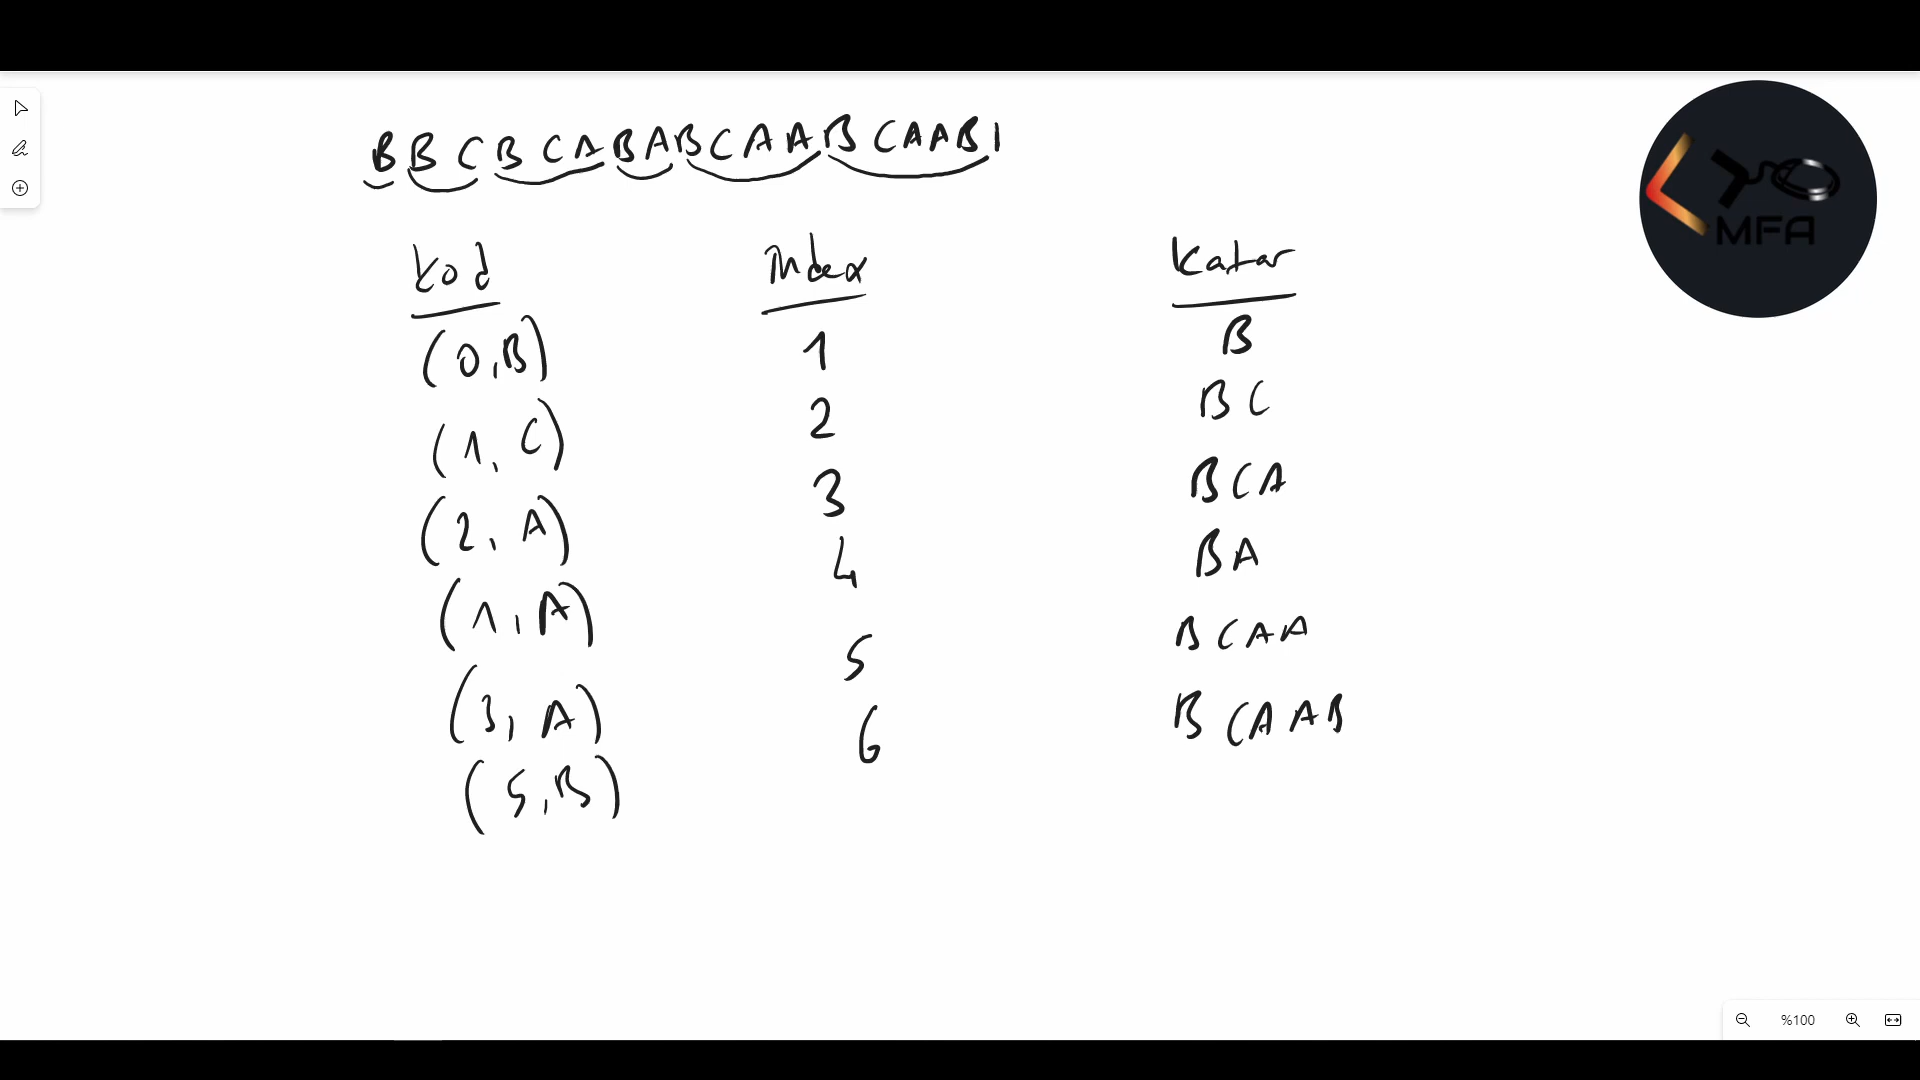 BBCBCABABCAABCAABI
Kod Index Katar
(0,B) 1 B
(1,C) 2 BC
(2,A) 3 BCA
(1,A) 4 BA
(3,A) 5 BCAA
(5,B) 6 BCAAB
MFA
%100